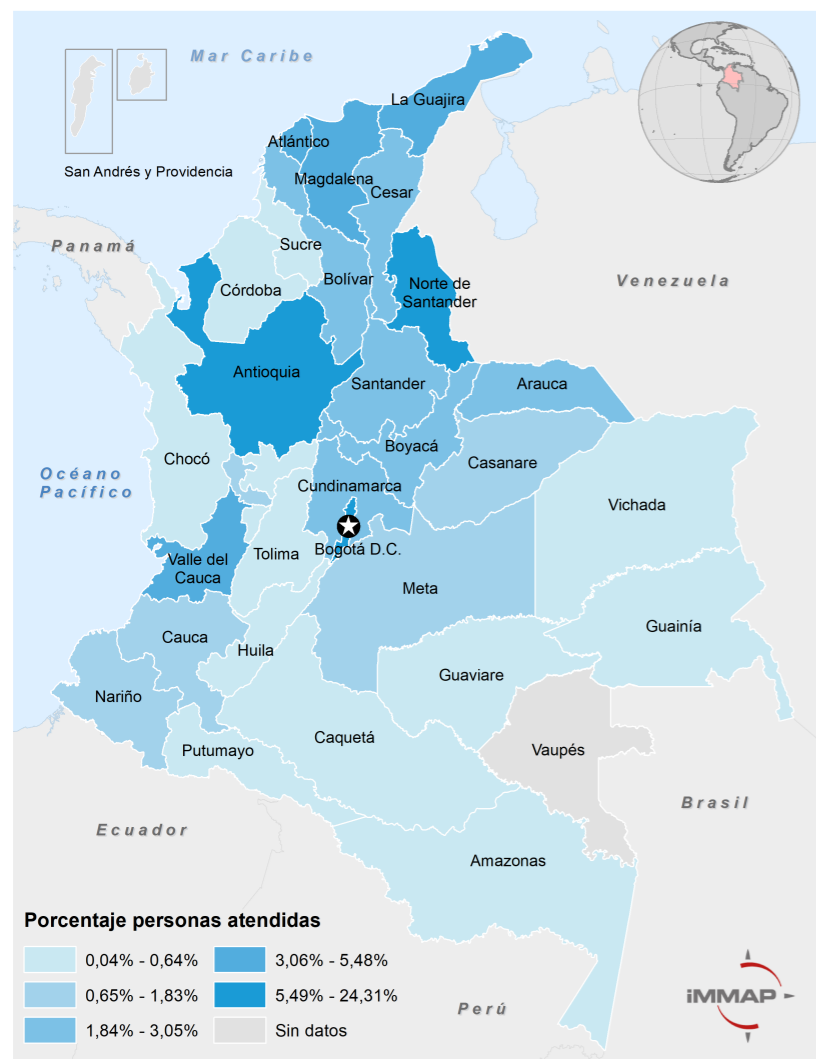 Mar Caribe
La Guajira
Atlántico
San Andrés y Providencia
Magdalena
Cesar
Sucre
Panamá
Bolívar
Venezuela
Córdoba
Norte de
Santander
Antioquia
Santander
Arauca
Boyacá
Chocó
Casanare
Océano
Pacífico
Cundinamarca
Vichada
Bogotá D.C.
Tolima
Valle del
Cauca
Meta
Guainía
Cauca
Huila
Guaviare
Nariño
Caquetá
Putumayo
Vaupés
Brasil
Ecuador
Amazonas
Porcentaje personas atendidas
0,04% - 0,64%
3,06% - 5,48%
0,65% - 1,83%
5,49% - 24,31%
1,84% - 3,05%
Sin datos
Perú
iMMAP